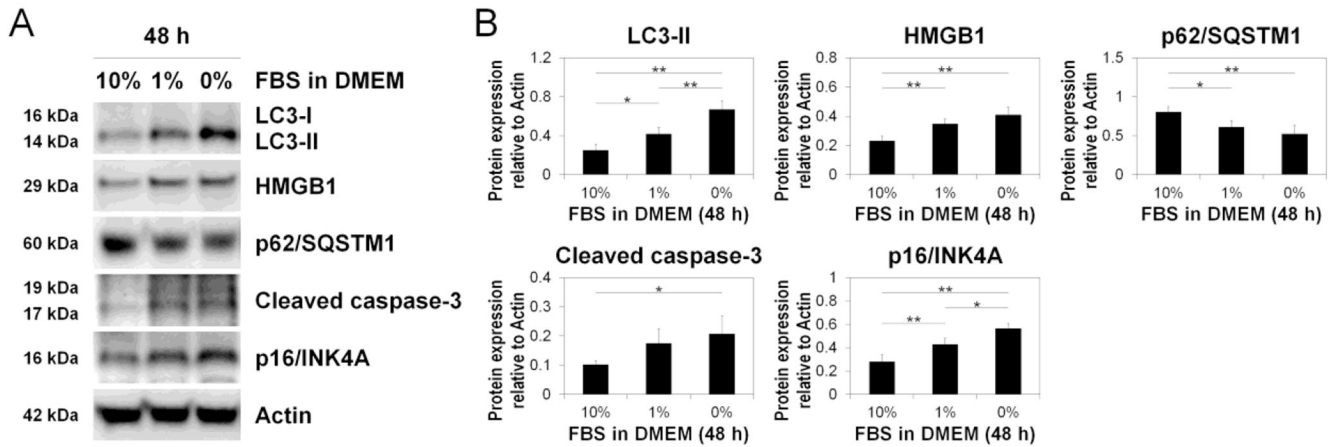 A
48 h
10% 1% 0% FBS in DMEM
16 kDa LC3-I
14 kDa LC3-II
29 kDa HMGB1
60 kDa p62/SQSTM1
19 kDa
17 kDa Cleaved caspase-3
16 kDa p16/INK4A
42 kDa Actin
B
LC3-II
Protein expression
relative to Actin
1.2
0.8
0.4
0
**
* **
10% 1% 0%
FBS in DMEM (48 h)
HMGB1
Protein expression
relative to Actin
0.8
0.6
0.4
0.2
0
**
**
10% 1% 0%
FBS in DMEM (48 h)
p62/SQSTM1
Protein expression
relative to Actin
1.5
1
0.5
0
**
*
10% 1% 0%
FBS in DMEM (48 h)
Cleaved caspase-3
Protein expression
relative to Actin
0.4
0.3
0.2
0.1
0
*
10% 1% 0%
FBS in DMEM (48 h)
p16/INK4A
Protein expression
relative to Actin
1
0.8
0.6
0.4
0.2
0
**
*
**
10% 1% 0%
FBS in DMEM (48 h)